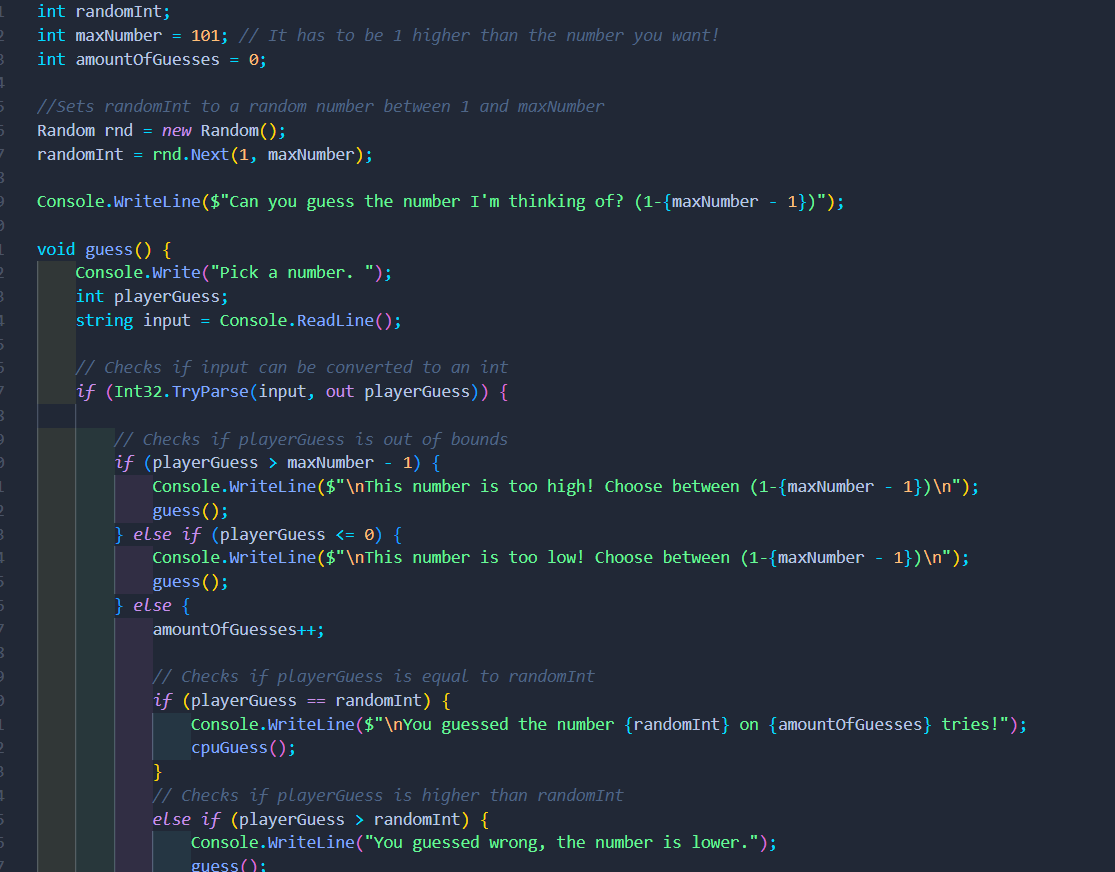 int randomInt;
int maxNumber = 101; // It has to be 1 higher than the number you want!
int amountOfGuesses = 0;

//Sets randomInt to a random number between 1 and maxNumber
Random rnd = new Random();
randomInt = rnd.Next(1, maxNumber);

Console.WriteLine($"Can you guess the number I'm thinking of? (1-{maxNumber - 1})");

void guess() {
    Console.Write("Pick a number. ");
    int playerGuess;
    string input = Console.ReadLine();

    // Checks if input can be converted to an int
    if (Int32.TryParse(input, out playerGuess)) {

        // Checks if playerGuess is out of bounds
        if (playerGuess > maxNumber - 1) {
            Console.WriteLine($"\nThis number is too high! Choose between (1-{maxNumber - 1})\n");
            guess();
        } else if (playerGuess <= 0) {
            Console.WriteLine($"\nThis number is too low! Choose between (1-{maxNumber - 1})\n");
            guess();
        } else {
            amountOfGuesses++;

            // Checks if playerGuess is equal to randomInt
            if (playerGuess == randomInt) {
                Console.WriteLine($"\nYou guessed the number {randomInt} on {amountOfGuesses} tries!");
                cpuGuess();
            }
            // Checks if playerGuess is higher than randomInt
            else if (playerGuess > randomInt) {
                Console.WriteLine("You guessed wrong, the number is lower.");
                guess();